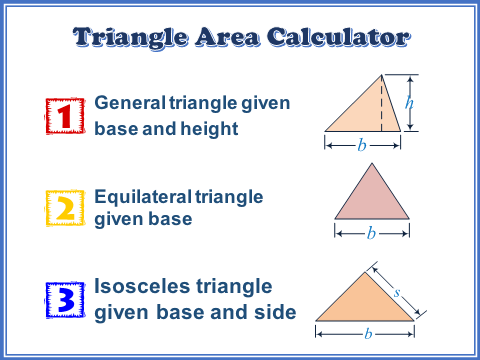 Triangle Area Calculator
1
General triangle given
base and height
h
b
2
Equilateral triangle
given base
b
3
Isosceles triangle
given base and side
s
b